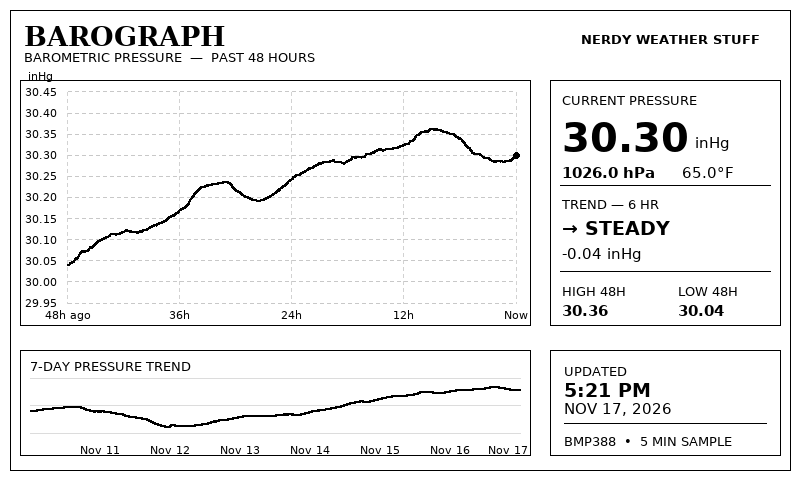 BAROGRAPH
BAROMETRIC PRESSURE — PAST 48 HOURS
NERDY WEATHER STUFF
inHg
30.45
30.40
30.35
30.30
30.25
30.20
30.15
30.10
30.05
30.00
29.95
48h ago 36h 24h 12h Now
CURRENT PRESSURE
30.30 inHg
1026.0 hPa 65.0°F
TREND — 6 HR
→ STEADY
-0.04 inHg
HIGH 48H LOW 48H
30.36 30.04
7-DAY PRESSURE TREND
Nov 11 Nov 12 Nov 13 Nov 14 Nov 15 Nov 16 Nov 17
UPDATED
5:21 PM
NOV 17, 2026
BMP388 • 5 MIN SAMPLE